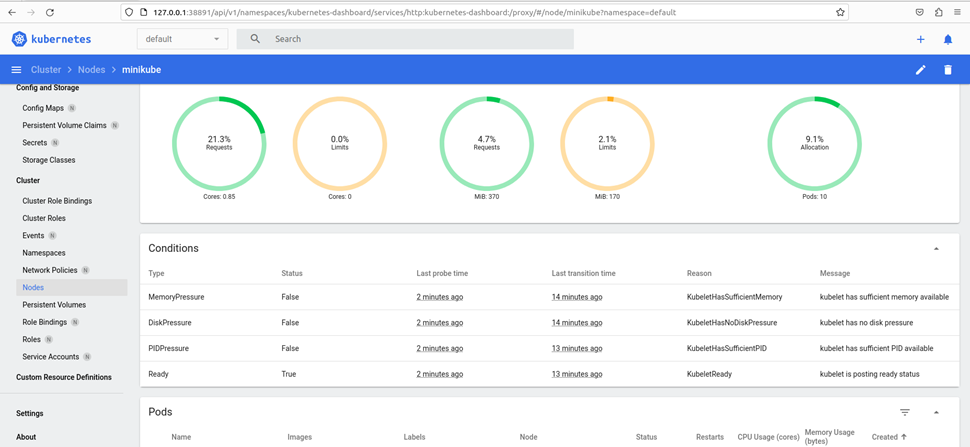 127.0.0.1:38891/api/v1/namespaces/kubernetes-dashboard/services/http:kubernetes-dashboard:/proxy/#/node/minikube?namespace=default
kubernetes default Search
Cluster > Nodes > minikube
Config and Storage
Config Maps N
Persistent Volume Claims N
Secrets N
Storage Classes
Cluster
Cluster Role Bindings
Cluster Roles
Events N
Namespaces
Network Policies N
Nodes
Persistent Volumes
Role Bindings N
Roles N
Service Accounts N
Custom Resource Definitions
Settings
About
21.3% 0.0% 4.7% 2.1% 9.1%
Requests Limits Requests Limits Allocation
Cores: 0.85 Cores: 0 MiB: 370 MiB: 170 Pods: 10
Conditions
Type Status Last probe time Last transition time Reason Message
MemoryPressure False 2 minutes ago 14 minutes ago KubeletHasSufficientMemory kubelet has sufficient memory available
DiskPressure False 2 minutes ago 14 minutes ago KubeletHasNoDiskPressure kubelet has no disk pressure
PIDPressure False 2 minutes ago 13 minutes ago KubeletHasSufficientPID kubelet has sufficient PID available
Ready True 2 minutes ago 13 minutes ago KubeletReady kubelet is posting ready status
Pods
Name Images Labels Node Status Restarts CPU Usage (cores) Memory Usage (bytes) Created